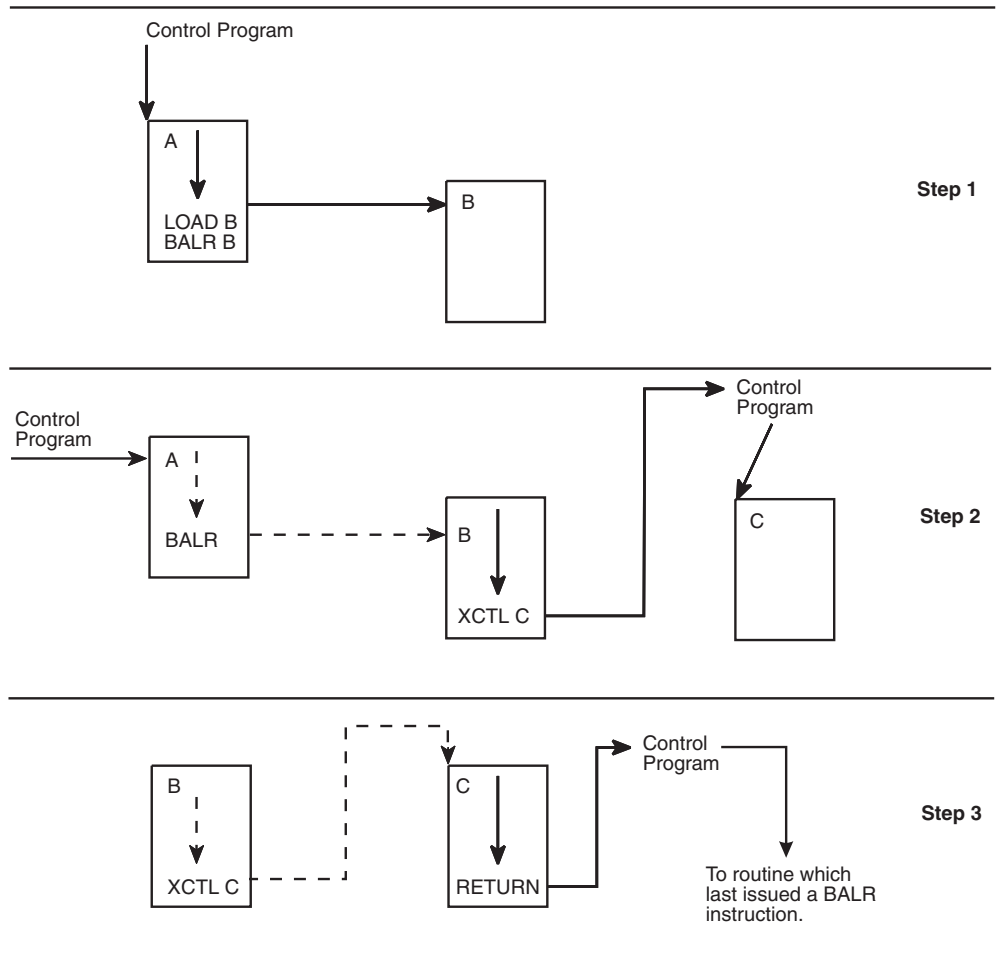 Control Program
A
LOAD B
BALR B
B
Step 1
Control
Program
A
BALR
B
XCTL C
Control
Program
C
Step 2
B
XCTL C
C
RETURN
Control
Program
To routine which
last issued a BALR
instruction.
Step 3